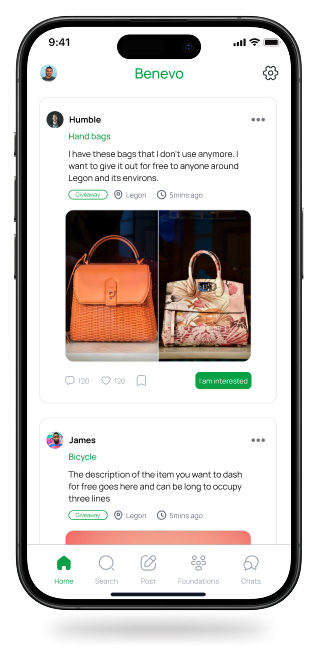 9:41
Benevo
Humble
Hand bags
I have these bags that I don't use anymore. I
want to give it out for free to anyone around
Legon and its environs.
Giveaway Legon 5mins ago
120 120 I am interested
James
Bicycle
The description of the item you want to dash
for free goes here and can be long to occupy
three lines
Giveaway Legon 5mins ago
Home Search Post Foundations Chats